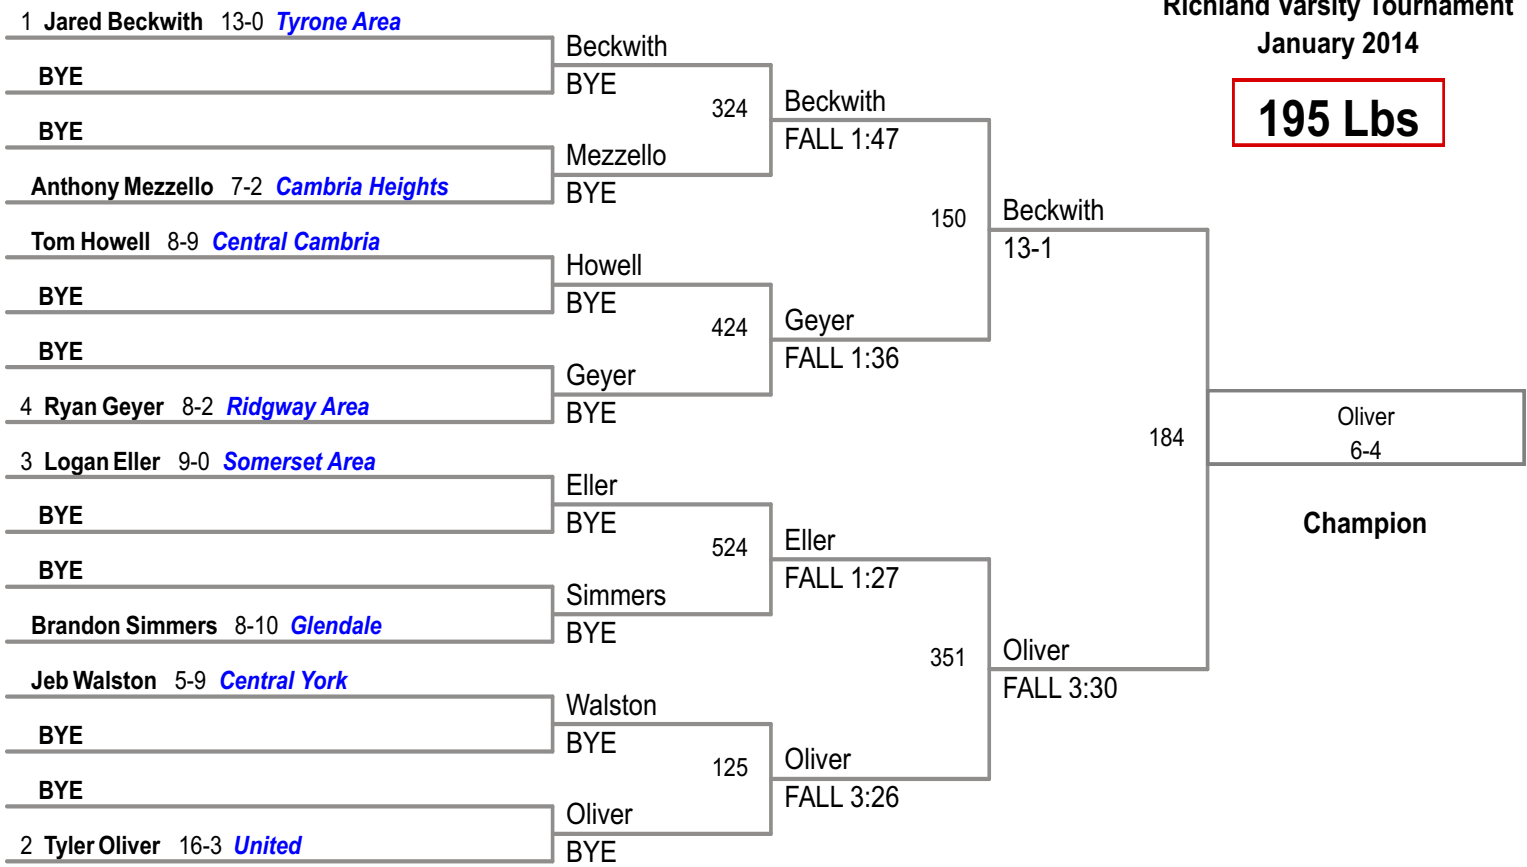 Richland Varsity Tournament
January 2014
195 Lbs
1 Jared Beckwith 13-0 Tyrone Area
BYE
BYE
Anthony Mezzello 7-2 Cambria Heights
Tom Howell 8-9 Central Cambria
BYE
BYE
4 Ryan Geyer 8-2 Ridgway Area
3 Logan Eller 9-0 Somerset Area
BYE
BYE
Brandon Simmers 8-10 Glendale
Jeb Walston 5-9 Central York
BYE
BYE
2 Tyler Oliver 16-3 United
Beckwith
BYE
324
Mezzello
BYE
Howell
BYE
424
Geyer
BYE
Eller
BYE
524
Simmers
BYE
Walston
BYE
125
Oliver
BYE
Beckwith
FALL 1:47
150
Geyer
FALL 1:36
Eller
FALL 1:27
351
Oliver
FALL 3:26
Beckwith
13-1
184
Oliver
FALL 3:30
Oliver
6-4
Champion